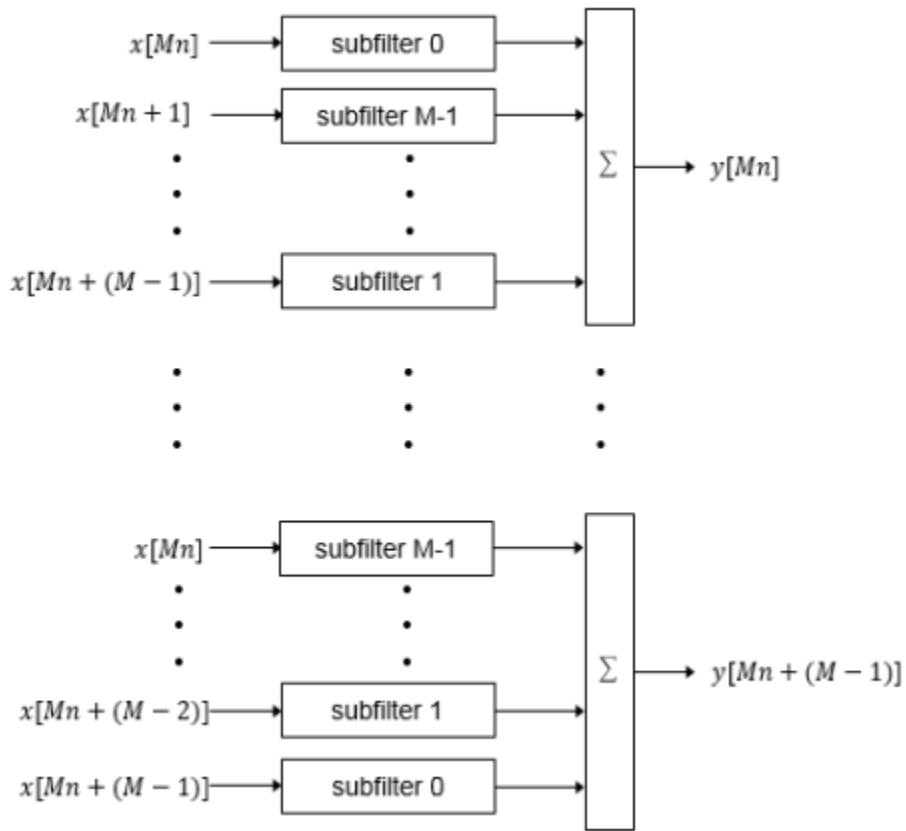 x[Mn] subfilter 0
x[Mn + 1] subfilter M-1
Σ y[Mn]
x[Mn + (M − 1)] subfilter 1
x[Mn] subfilter M-1
Σ y[Mn + (M − 1)]
x[Mn + (M − 2)] subfilter 1
x[Mn + (M − 1)] subfilter 0